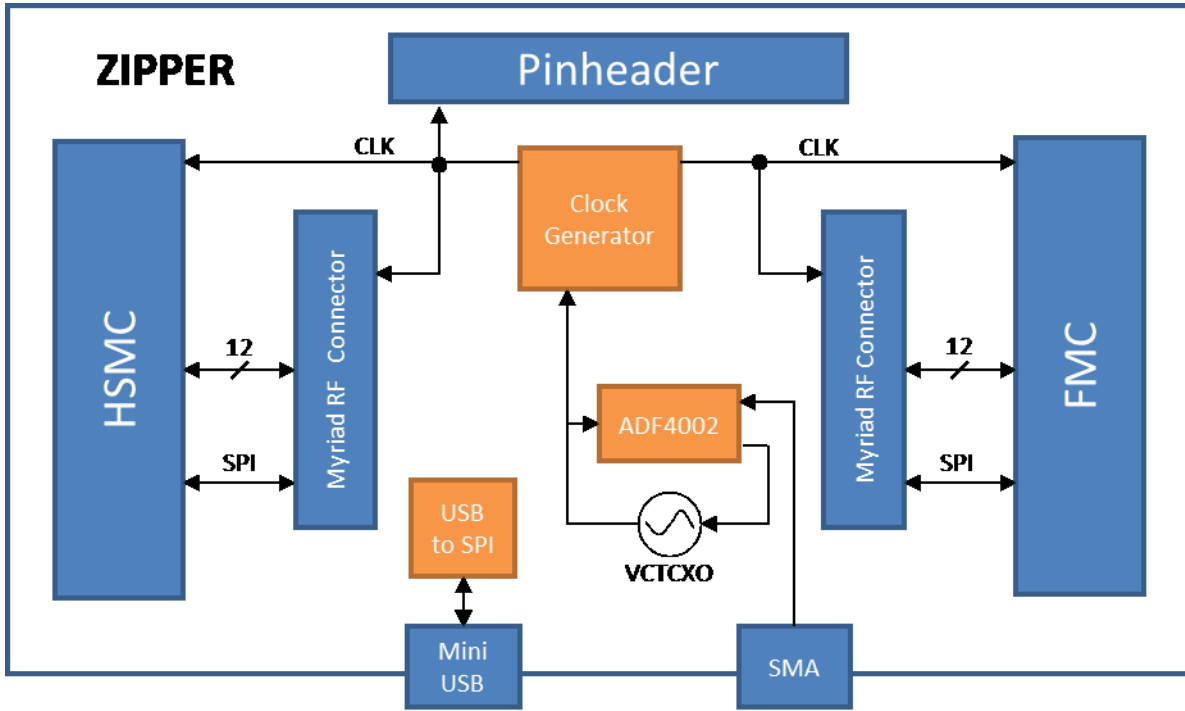 ZIPPER
Pinheader
CLK
CLK
Clock
Generator
HSMC
Myriad RF Connector
12
SPI
Myriad RF Connector
12
SPI
FMC
ADF4002
VCTCXO
USB
to SPI
Mini
USB
SMA